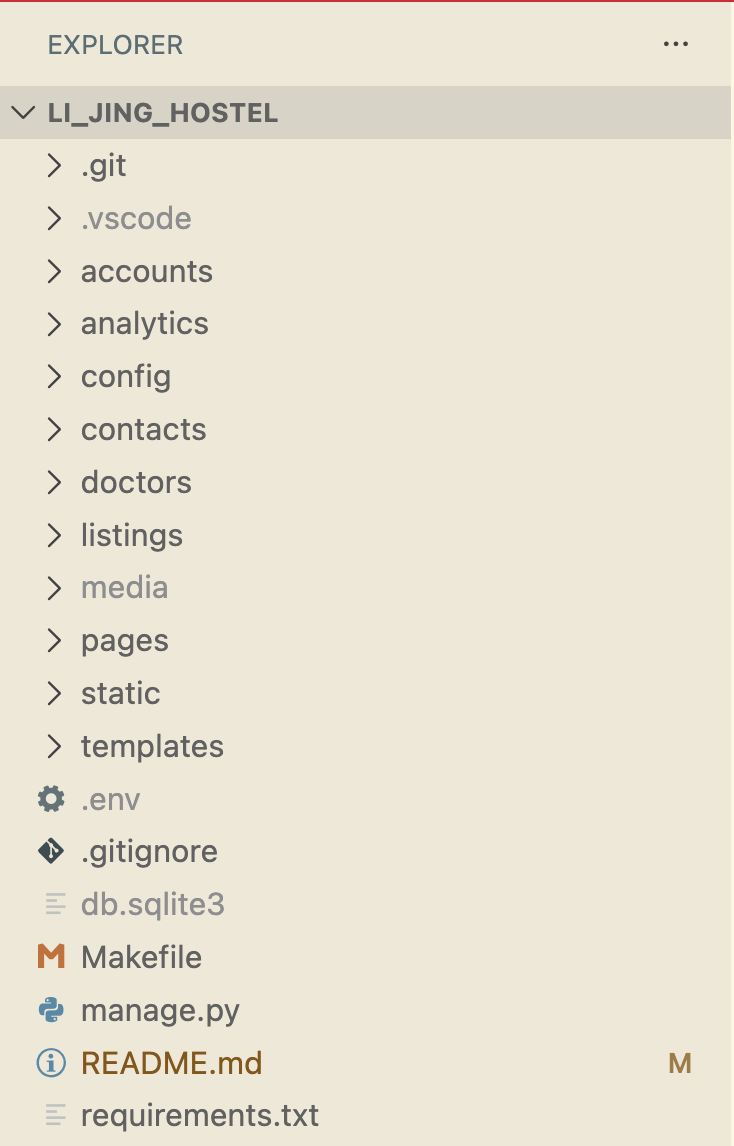 EXPLORER
LI_JING_HOSTEL
.git
.vscode
accounts
analytics
config
contacts
doctors
listings
media
pages
static
templates
.env
.gitignore
db.sqlite3
Makefile
manage.py
README.md M
requirements.txt